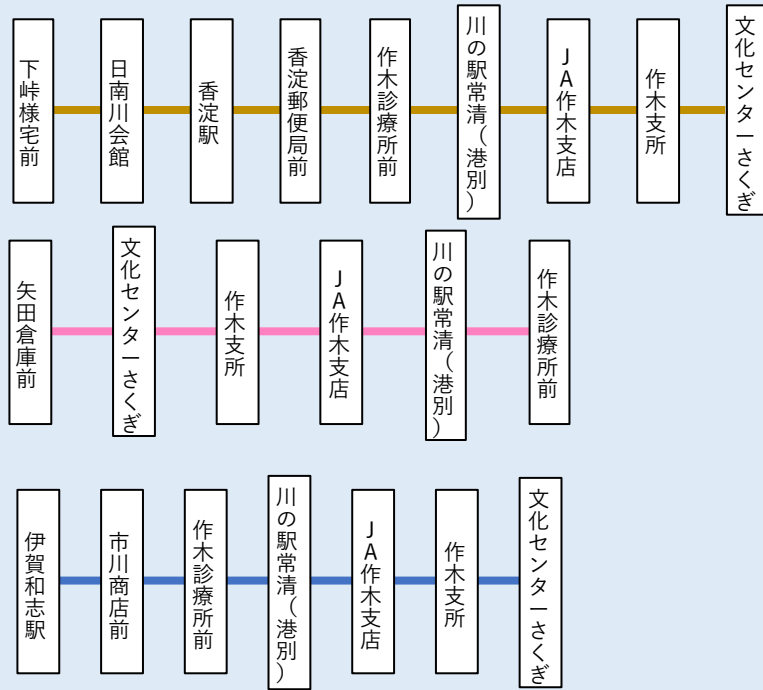 下峠様宅前
日南川会館
香淀駅
香淀郵便局前
作木診療所前
川の駅常清（港別）
ＪＡ作木支店
作木支所
文化センターさくぎ
矢田倉庫前
文化センターさくぎ
作木支所
ＪＡ作木支店
川の駅常清（港別）
作木診療所前
伊賀和志駅
市川商店前
作木診療所前
川の駅常清（港別）
ＪＡ作木支店
作木支所
文化センターさくぎ